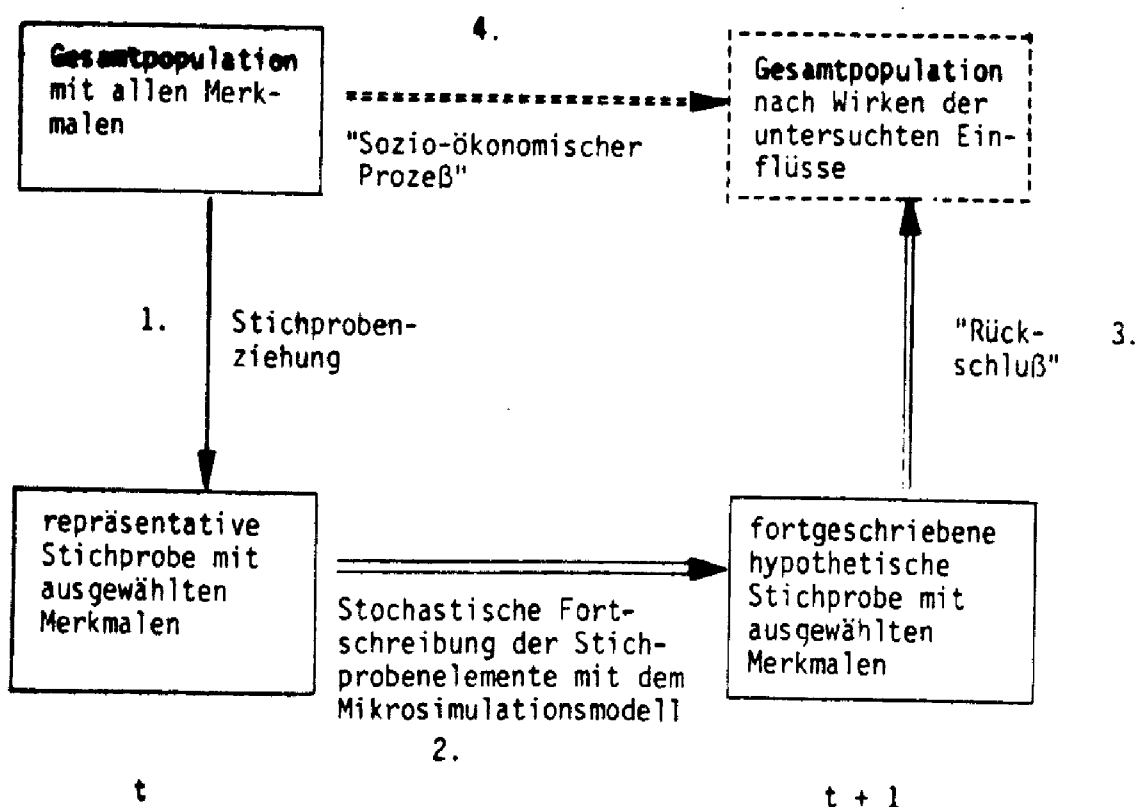 4.
Gesamtpopulation
mit allen Merk-
malen
"Sozio-ökonomischer
Prozeß"
Gesamtpopulation
nach Wirken der
untersuchten Ein-
flüsse
1.
Stichproben-
ziehung
"Rück-
schluß"
3.
repräsentative
Stichprobe mit
ausgewählten
Merkmalen
Stochastische Fort-
schreibung der Stich-
probenelemente mit dem
Mikrosimulationsmodell
2.
fortgeschriebene
hypothetische
Stichprobe mit
ausgewählten
Merkmalen
t
t + 1